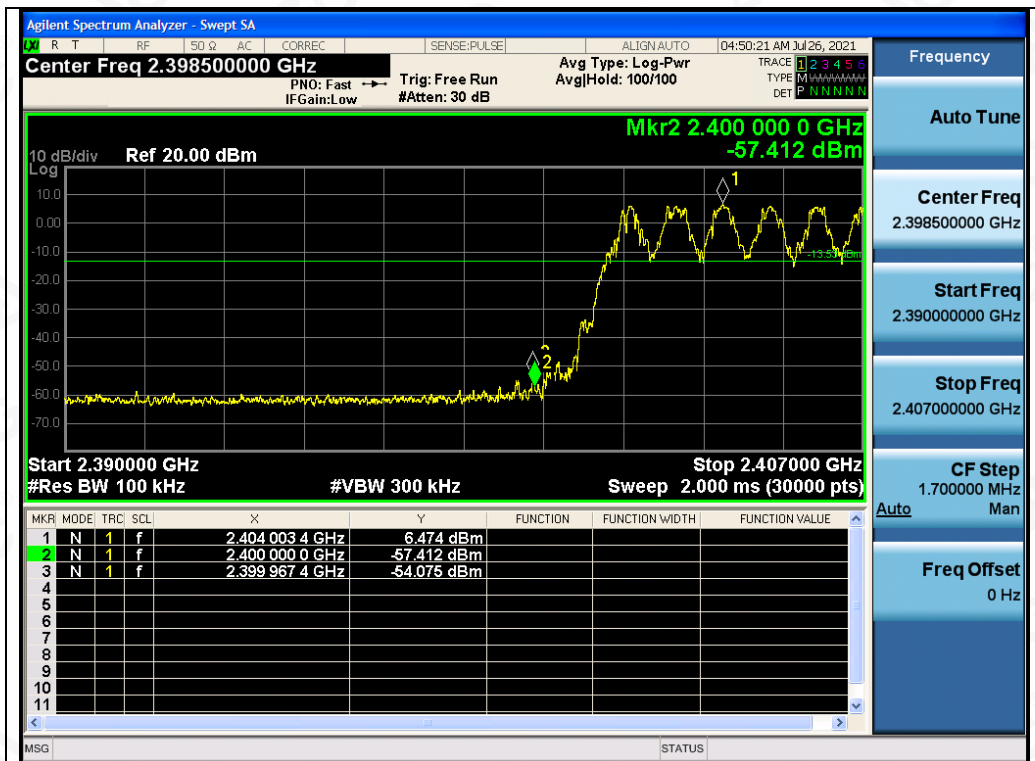 Agilent Spectrum Analyzer - Swept SA
LXI R T RF 50 Ω AC CORREC SENSE:PULSE ALIGN AUTO 04:50:21 AM Jul 26, 2021
Center Freq 2.398500000 GHz
PNO: Fast
IFGain:Low
Trig: Free Run
#Atten: 30 dB
Avg Type: Log-Pwr
Avg|Hold: 100/100
TRACE 1 2 3 4 5 6
TYPE M
DET P N N N N N
Mkr2 2.400 000 0 GHz
-57.412 dBm
10 dB/div Ref 20.00 dBm
Log
10.0
0.00
-10.0
-20.0
-30.0
-40.0
-50.0
-60.0
-70.0
1
2
-13.53 dBm
Start 2.390000 GHz
Stop 2.407000 GHz
#Res BW 100 kHz
#VBW 300 kHz
Sweep 2.000 ms (30000 pts)
MKR MODE TRC SCL X Y FUNCTION FUNCTION WIDTH FUNCTION VALUE
1 N 1 f 2.404 003 4 GHz 6.474 dBm
2 N 1 f 2.400 000 0 GHz -57.412 dBm
3 N 1 f 2.399 967 4 GHz -54.075 dBm
4
5
6
7
8
9
10
11
MSG
STATUS
Frequency
Auto Tune
Center Freq
2.398500000 GHz
Start Freq
2.390000000 GHz
Stop Freq
2.407000000 GHz
CF Step
1.700000 MHz
Auto Man
Freq Offset
0 Hz